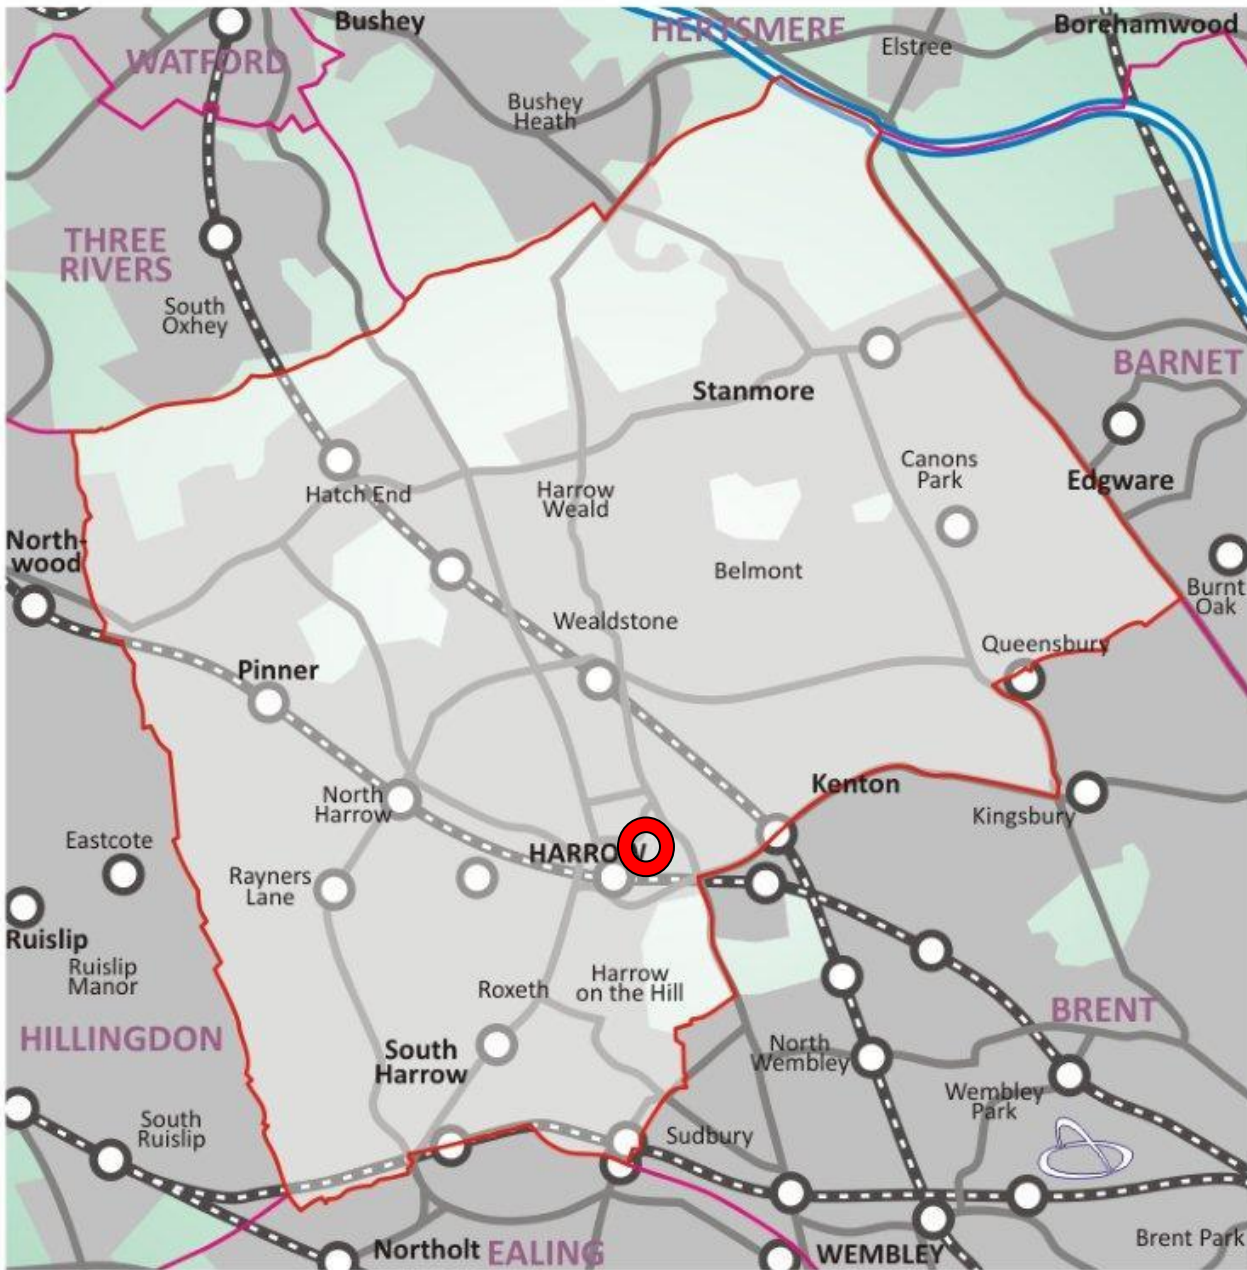 Bushey
HERTSMERE
Borehamwood
WATFORD
Elstree
Bushey
Heath
THREE
RIVERS
South
Oxhey
BARNET
Stanmore
Canons
Park
Edgware
Hatch End
Harrow
Weald
North-
wood
Belmont
Burnt
Oak
Wealdstone
Queensbury
Pinner
Kenton
North
Harrow
Kingsbury
Eastcote
HARROW
Rayners
Lane
Ruislip
Ruislip
Manor
Roxeth
Harrow
on the Hill
BRENT
HILLINGDON
South
Harrow
North
Wembley
Wembley
Park
South
Ruislip
Sudbury
Brent Park
Northolt
EALING
WEMBLEY